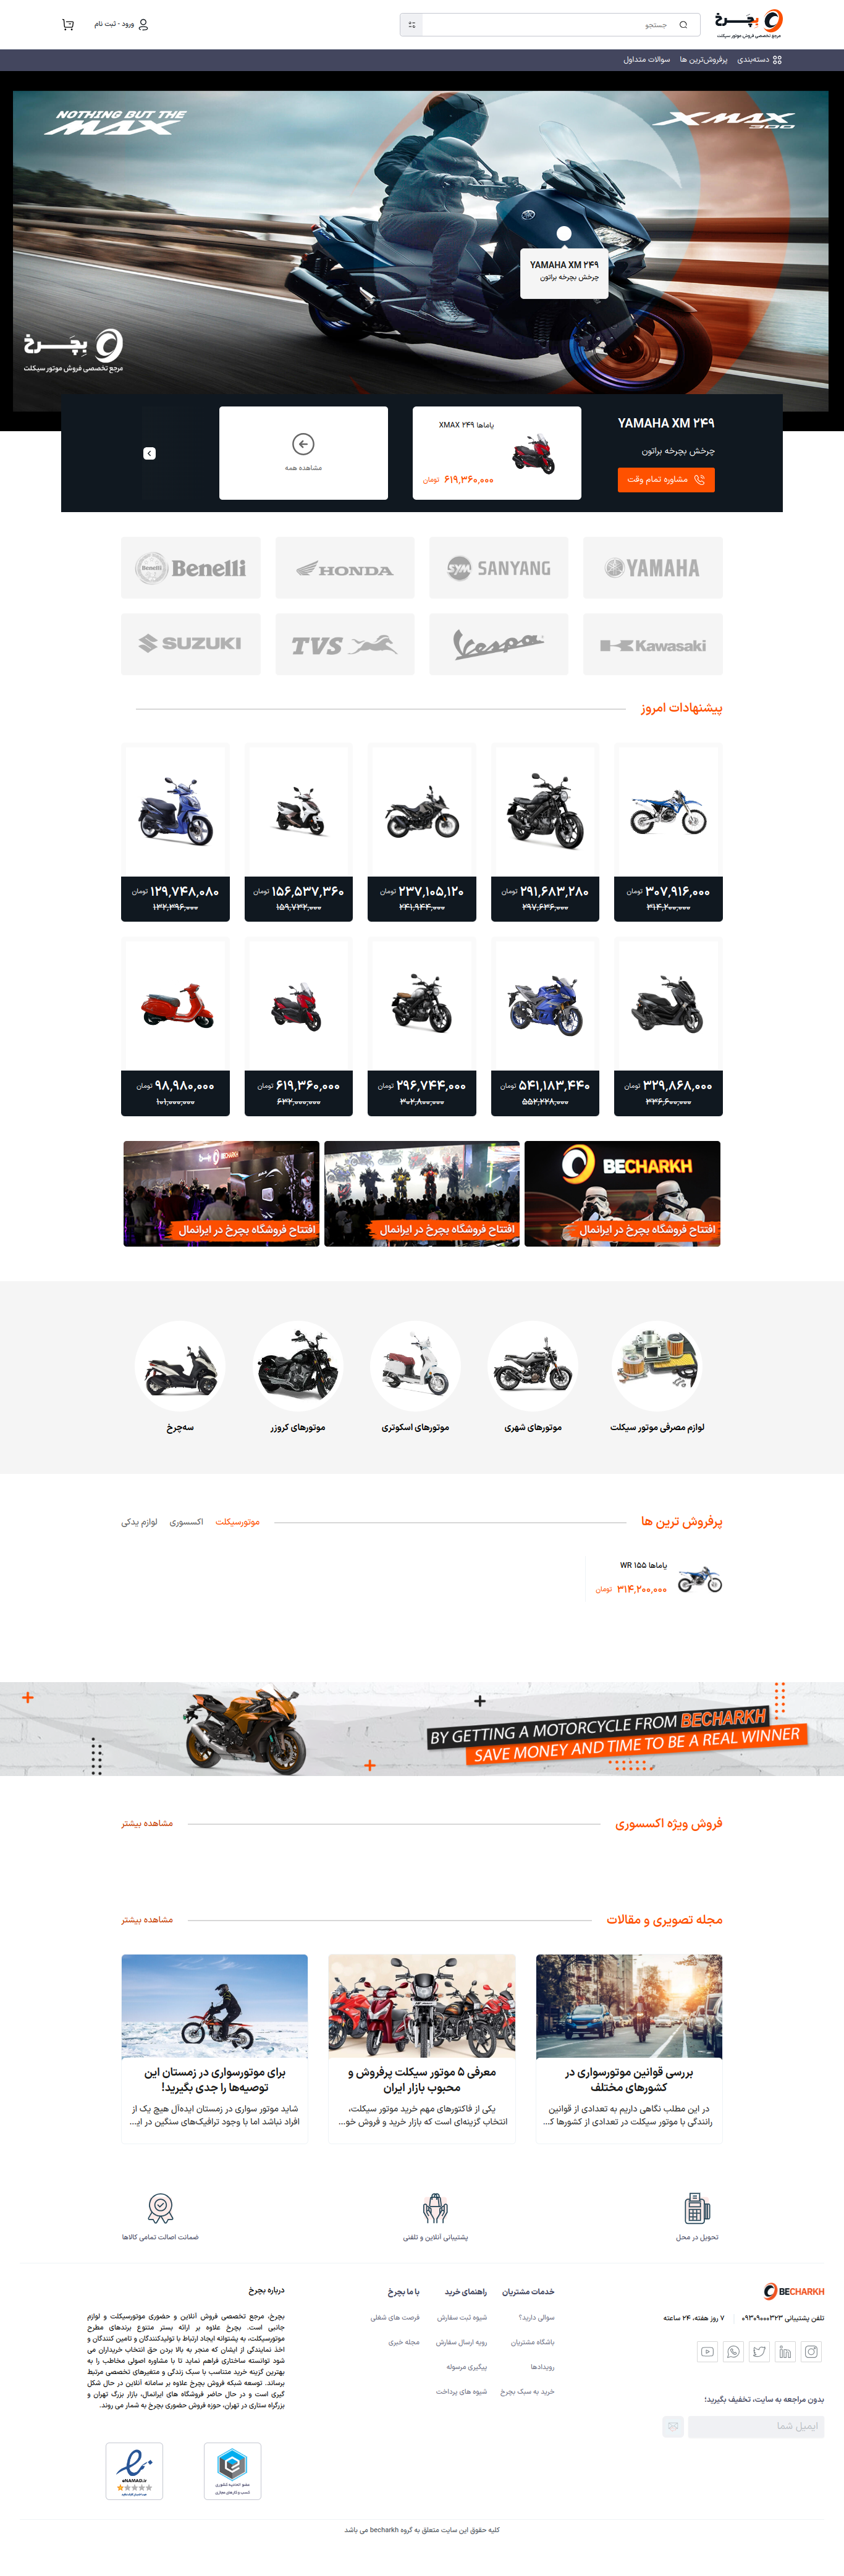 بچرخ
مرجع تخصصی فروش موتور سیکلت
جستجو
ورود - ثبت نام
دسته‌بندی
پرفروش‌ترین ها
سوالات متداول
NOTHING BUT THE
MAX
XMAX
300
YAMAHA XM ۲۴۹
چرخش بچرخه براتون
بچرخ
مرجع تخصصی فروش موتور سیکلت
YAMAHA XM ۲۴۹
چرخش بچرخه براتون
مشاوره تمام وقت
یاماها XMAX ۲۴۹
۶۱۹,۳۶۰,۰۰۰ تومان
مشاهده همه
YAMAHA
SYM SANYANG
HONDA
Benelli
Kawasaki
Vespa
TVS
SUZUKI
پیشنهادات امروز
۳۰۷,۹۱۶,۰۰۰ تومان
۳۱۴,۲۰۰,۰۰۰
۲۹۱,۶۸۳,۲۸۰ تومان
۲۹۷,۶۳۶,۰۰۰
۲۳۷,۱۰۵,۱۲۰ تومان
۲۴۱,۹۴۴,۰۰۰
۱۵۶,۵۳۷,۳۶۰ تومان
۱۵۹,۷۳۲,۰۰۰
۱۲۹,۷۴۸,۰۸۰ تومان
۱۳۲,۳۹۶,۰۰۰
۳۲۹,۸۶۸,۰۰۰ تومان
۳۳۶,۶۰۰,۰۰۰
۵۴۱,۱۸۳,۴۴۰ تومان
۵۵۲,۲۲۸,۰۰۰
۲۹۶,۷۴۴,۰۰۰ تومان
۳۰۲,۸۰۰,۰۰۰
۶۱۹,۳۶۰,۰۰۰ تومان
۶۳۲,۰۰۰,۰۰۰
۹۸,۹۸۰,۰۰۰ تومان
۱۰۱,۰۰۰,۰۰۰
BECHARKH
افتتاح فروشگاه بچرخ در ایرانمال
افتتاح فروشگاه بچرخ در ایرانمال
BECHARKH
افتتاح فروشگاه بچرخ در ایرانمال
لوازم مصرفی موتور سیکلت
موتورهای شهری
موتورهای اسکوتری
موتورهای کروزر
سه‌چرخ
پرفروش ترین ها
موتورسیکلت
اکسسوری
لوازم یدکی
یاماها WR ۱۵۵
۳۱۴,۲۰۰,۰۰۰ تومان
BY GETTING A MOTORCYCLE FROM BECHARKH
SAVE MONEY AND TIME TO BE A REAL WINNER
فروش ویژه اکسسوری
مشاهده بیشتر
مجله تصویری و مقالات
مشاهده بیشتر
بررسی قوانین موتورسواری در
کشورهای مختلف
در این مطلب نگاهی داریم به تعدادی از قوانین
رانندگی با موتور سیکلت در تعدادی از کشورها ک...
معرفی ۵ موتور سیکلت پرفروش و
محبوب بازار ایران
یکی از فاکتورهای مهم خرید موتور سیکلت،
انتخاب گزینه‌ای است که بازار خرید و فروش خو...
برای موتورسواری در زمستان این
توصیه‌ها را جدی بگیرید!
شاید موتور سواری در زمستان ایده‌آل هیچ یک از
افراد نباشد اما با وجود ترافیک‌های سنگین در ای...
تحویل در محل
پشتیبانی آنلاین و تلفنی
ضمانت اصالت تمامی کالاها
BECHARKH
تلفن پشتیبانی ۰۹۳۰۹۰۰۰۳۲۳
۷ روز هفته، ۲۴ ساعته
بدون مراجعه به سایت، تخفیف بگیرید؛
ایمیل شما
خدمات مشتریان
سوالی دارید؟
باشگاه مشتریان
رویدادها
خرید به سبک بچرخ
راهنمای خرید
شیوه ثبت سفارش
رویه ارسال سفارش
پیگیری مرسوله
شیوه های پرداخت
با ما بچرخ
فرصت های شغلی
مجله خبری
درباره بچرخ
بچرخ، مرجع تخصصی فروش آنلاین و حضوری موتورسیکلت و لوازم
جانبی است. بچرخ علاوه بر ارائه بستر متنوع برندهای مطرح
موتورسیکلت، به پشتوانه ایجاد ارتباط با تولیدکنندگان و تامین کنندگان و
اخذ نمایندگی از ایشان که منجر به بالا بردن حق انتخاب خریداران می
شود توانسته ساختاری فراهم نماید تا با مشاوره اصولی مخاطب را به
بهترین گزینه خرید متناسب با سبک زندگی و متغیرهای تخصصی مرتبط
برساند. توسعه شبکه فروش بچرخ علاوه بر سامانه آنلاین در حال شکل
گیری است و در حال حاضر فروشگاه های ایرانمال، بازار بزرگ تهران و
بزرگراه ستاری در تهران، حوزه فروش حضوری بچرخ به شمار می روند.
عضو اتحادیه کشوری
کسب و کارهای مجازی
eNAMAD.ir
کلیه حقوق این سایت متعلق به گروه becharkh می باشد